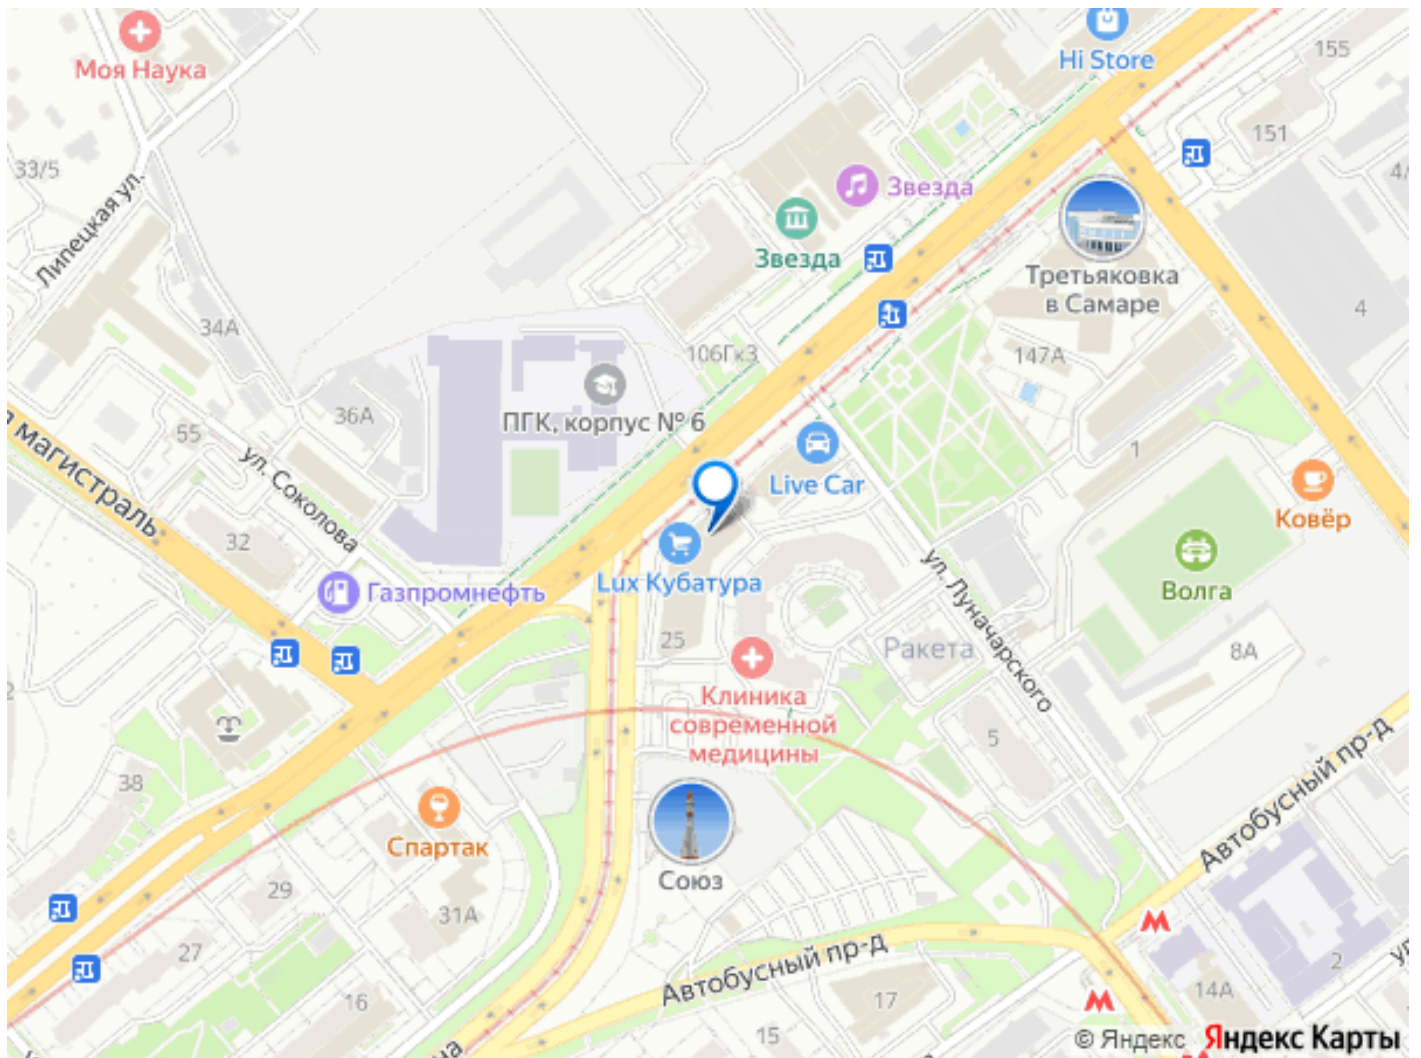 Hi Store
155
Моя Наука
151
33/5
4/
Звезда
Липецкая ул.
Звезда
Третьяковка
в Самаре
4
34А
106Гк3
147А
36А
ПГК, корпус № 6
55
1
магистраль
ул. Соколова
Live Car
Ковёр
32
Lux Кубатура
Газпромнефть
Волга
ул. Луначарского
25
Ракета
8А
Клиника
современной
медицины
5
38
Автобусный пр-д
Спартак
Союз
29
31А
27
Автобусный пр-д
2
14А
16
17
15
© Яндекс
Яндекс Карты